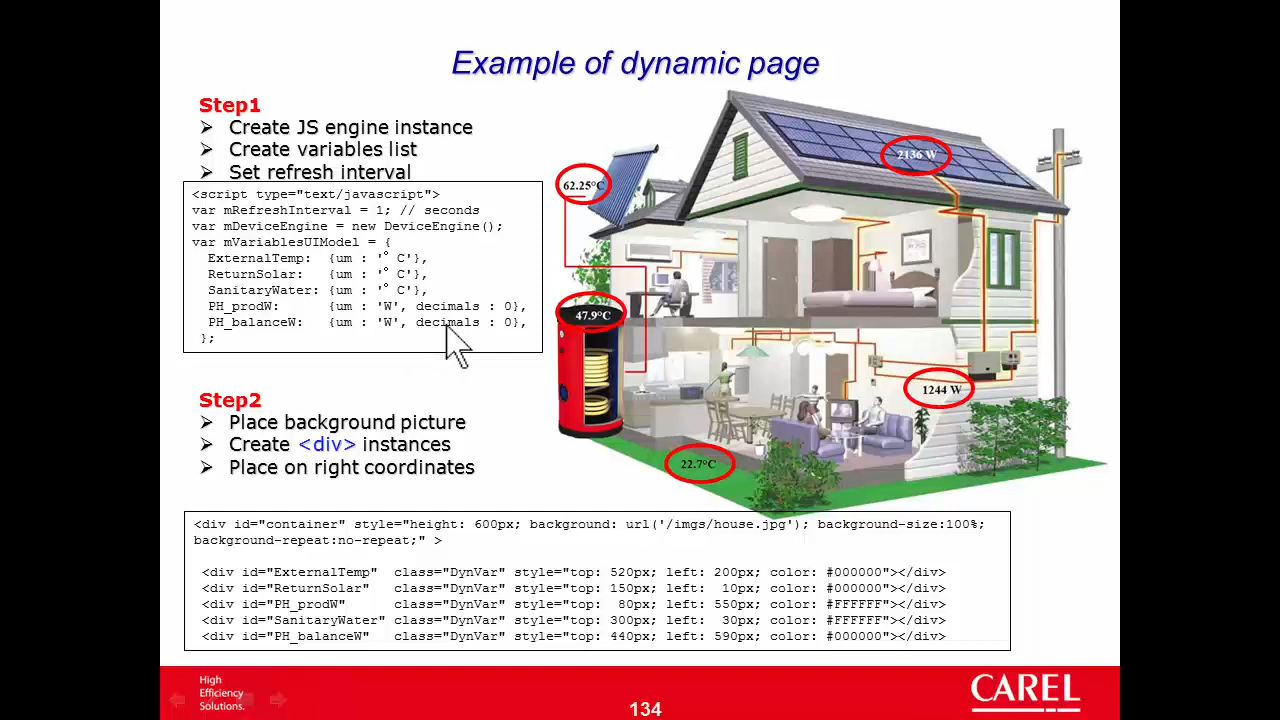 Example of dynamic page
Step1
Create JS engine instance
Create variables list
Set refresh interval
<script type="text/javascript">
var mRefreshInterval = 1; // seconds
var mDeviceEngine = new DeviceEngine();
var mVariablesUIModel = {
ExternalTemp: {um : '°C'},
ReturnSolar: {um : '°C'},
SanitaryWater: {um : '°C'},
PH_prodW: {um : 'W', decimals : 0},
PH_balanceW: {um : 'W', decimals : 0},
};
2136 W
62.25°C
47.9°C
1244 W
22.7°C
Step2
Place background picture
Create <div> instances
Place on right coordinates
<div id="container" style="height: 600px; background: url('/imgs/house.jpg'); background-size:100%;
background-repeat:no-repeat;" >
<div id="ExternalTemp" class="DynVar" style="top: 520px; left: 200px; color: #000000"></div>
<div id="ReturnSolar" class="DynVar" style="top: 150px; left: 10px; color: #000000"></div>
<div id="PH_prodW" class="DynVar" style="top: 80px; left: 550px; color: #FFFFFF"></div>
<div id="SanitaryWater" class="DynVar" style="top: 300px; left: 30px; color: #FFFFFF"></div>
<div id="PH_balanceW" class="DynVar" style="top: 440px; left: 590px; color: #000000"></div>
High
Efficiency
Solutions.
134
CAREL